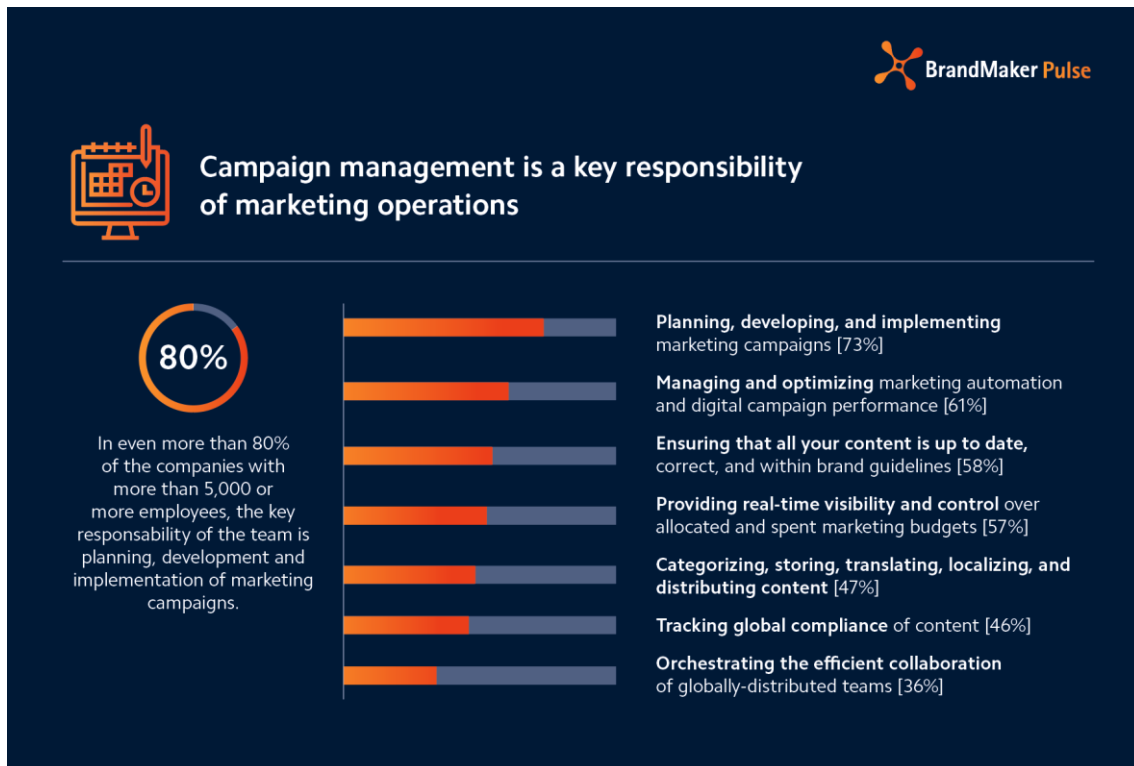 BrandMaker Pulse
Campaign management is a key responsibility
of marketing operations
80%
In even more than 80%
of the companies with
more than 5,000 or
more employees, the key
responsability of the team is
planning, development and
implementation of marketing
campaigns.
Planning, developing, and implementing
marketing campaigns [73%]
Managing and optimizing marketing automation
and digital campaign performance [61%]
Ensuring that all your content is up to date,
correct, and within brand guidelines [58%]
Providing real-time visibility and control over
allocated and spent marketing budgets [57%]
Categorizing, storing, translating, localizing, and
distributing content [47%]
Tracking global compliance of content [46%]
Orchestrating the efficient collaboration
of globally-distributed teams [36%]